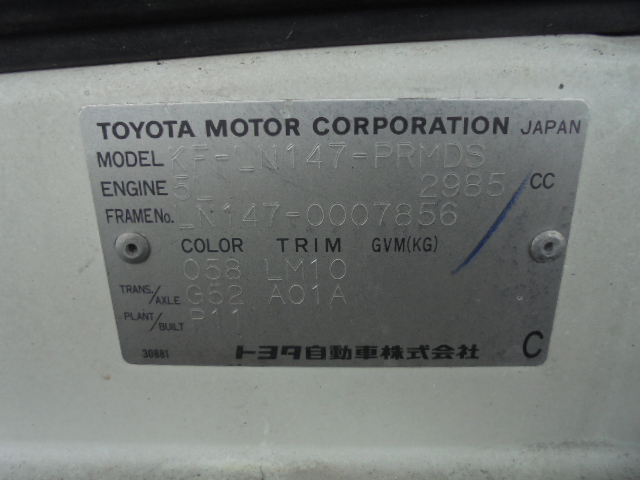 TOYOTA MOTOR CORPORATION JAPAN
MODEL KF-LN147-PRMDS
ENGINE 5L 2985 CC
FRAME No. LN147-0007856
COLOR TRIM GVM(KG)
058 LM10
TRANS./AXLE G52 A01A
PLANT/BUILT P11
30881 トヨタ自動車株式会社 C